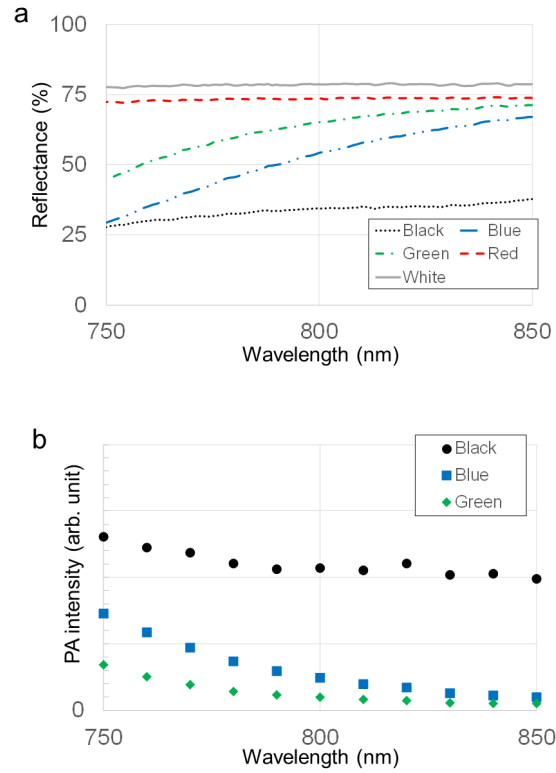 a
100
75
50
25
0
Reflectance (%)
Black
Blue
Green
Red
White
750
800
850
Wavelength (nm)
b
PA intensity (arb. unit)
Black
Blue
Green
0
750
800
850
Wavelength (nm)